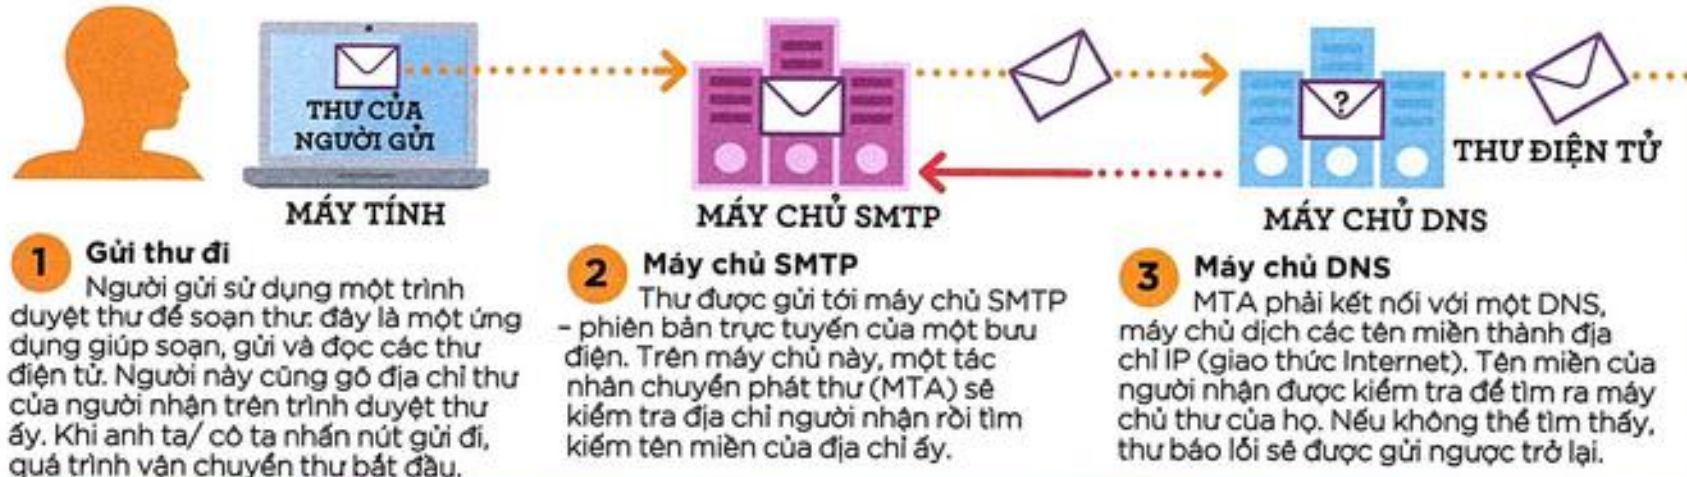 THƯ CỦA
NGƯỜI GỬI
MÁY TÍNH
MÁY CHỦ SMTP
?
MÁY CHỦ DNS
THƯ ĐIỆN TỬ
1 Gửi thư đi
Người gửi sử dụng một trình
duyệt thư để soạn thư: đây là một ứng
dụng giúp soạn, gửi và đọc các thư
điện tử. Người này cũng gõ địa chỉ thư
của người nhận trên trình duyệt thư
ấy. Khi anh ta/ cô ta nhấn nút gửi đi,
quá trình vận chuyển thư bắt đầu.
2 Máy chủ SMTP
Thư được gửi tới máy chủ SMTP
– phiên bản trực tuyến của một bưu
điện. Trên máy chủ này, một tác
nhân chuyển phát thư (MTA) sẽ
kiểm tra địa chỉ người nhận rồi tìm
kiếm tên miền của địa chỉ ấy.
3 Máy chủ DNS
MTA phải kết nối với một DNS,
máy chủ dịch các tên miền thành địa
chỉ IP (giao thức Internet). Tên miền của
người nhận được kiểm tra để tìm ra máy
chủ thư của họ. Nếu không thể tìm thấy,
thư báo lỗi sẽ được gửi ngược trở lại.